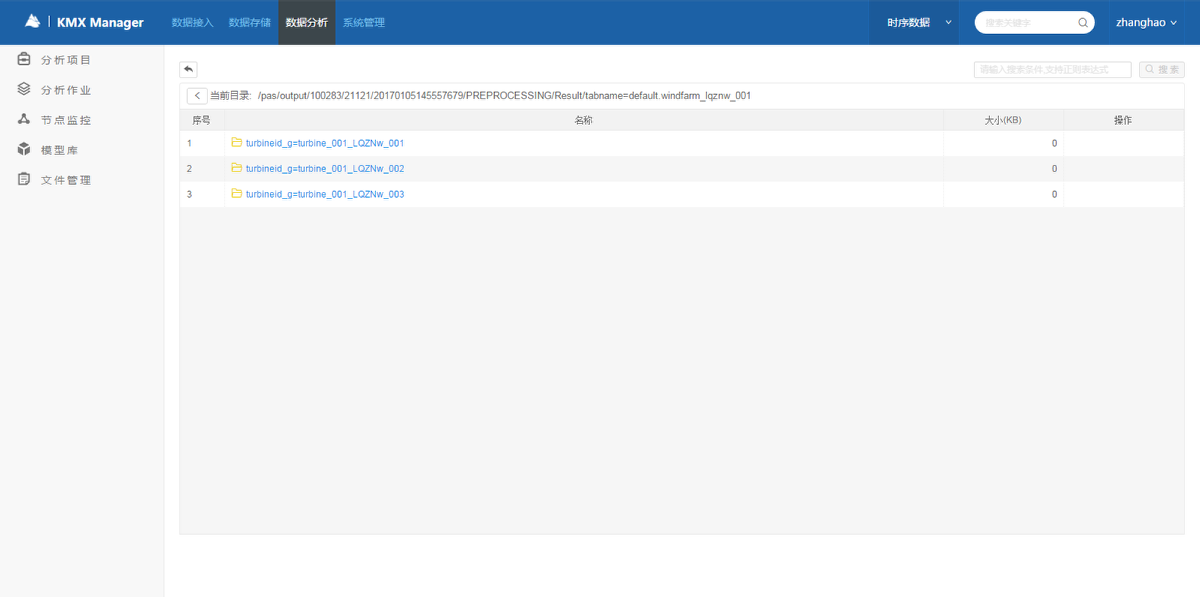 KMX Manager 数据接入 数据存储 数据分析 系统管理 时序数据 搜索关键字 zhanghao
分析项目
分析作业
节点监控
模型库
文件管理
请输入搜索条件,支持正则表达式 搜索
当前目录: /pas/output/100283/21121/20170105145557679/PREPROCESSING/Result/tabname=default.windfarm_lqznw_001
序号 名称 大小(KB) 操作
1 turbineid_g=turbine_001_LQZNw_001 0
2 turbineid_g=turbine_001_LQZNw_002 0
3 turbineid_g=turbine_001_LQZNw_003 0